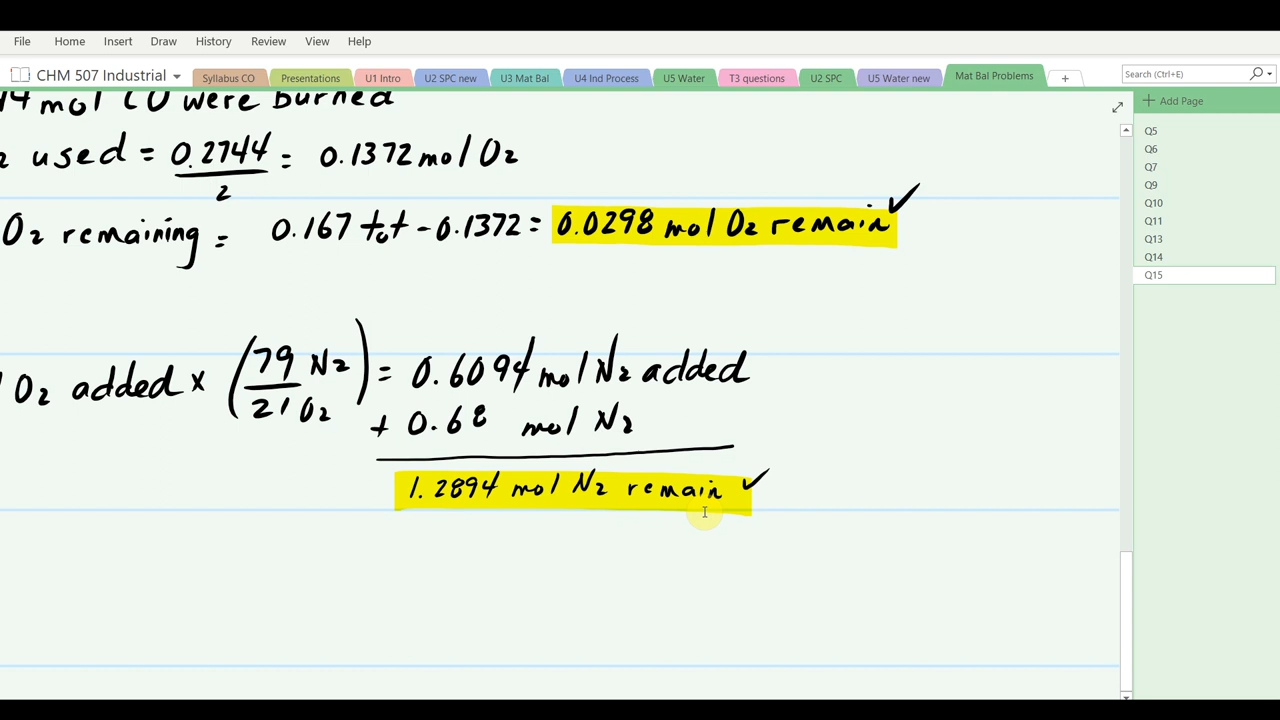 File Home Insert Draw History Review View Help
CHM 507 Industrial Syllabus CO Presentations U1 Intro U2 SPC new U3 Mat Bal U4 Ind Process U5 Water T3 questions U2 SPC U5 Water new Mat Bal Problems + Search (Ctrl+E)
mol CO were burned
used = 0.2744 / 2 = 0.1372 mol O2
O2 remaining = 0.167 tot - 0.1372 = 0.0298 mol O2 remain ✓
O2 added × (79 N2 / 21 O2) = 0.6094 mol N2 added
+ 0.68 mol N2
1.2894 mol N2 remain ✓
+ Add Page
Q5
Q6
Q7
Q9
Q10
Q11
Q13
Q14
Q15